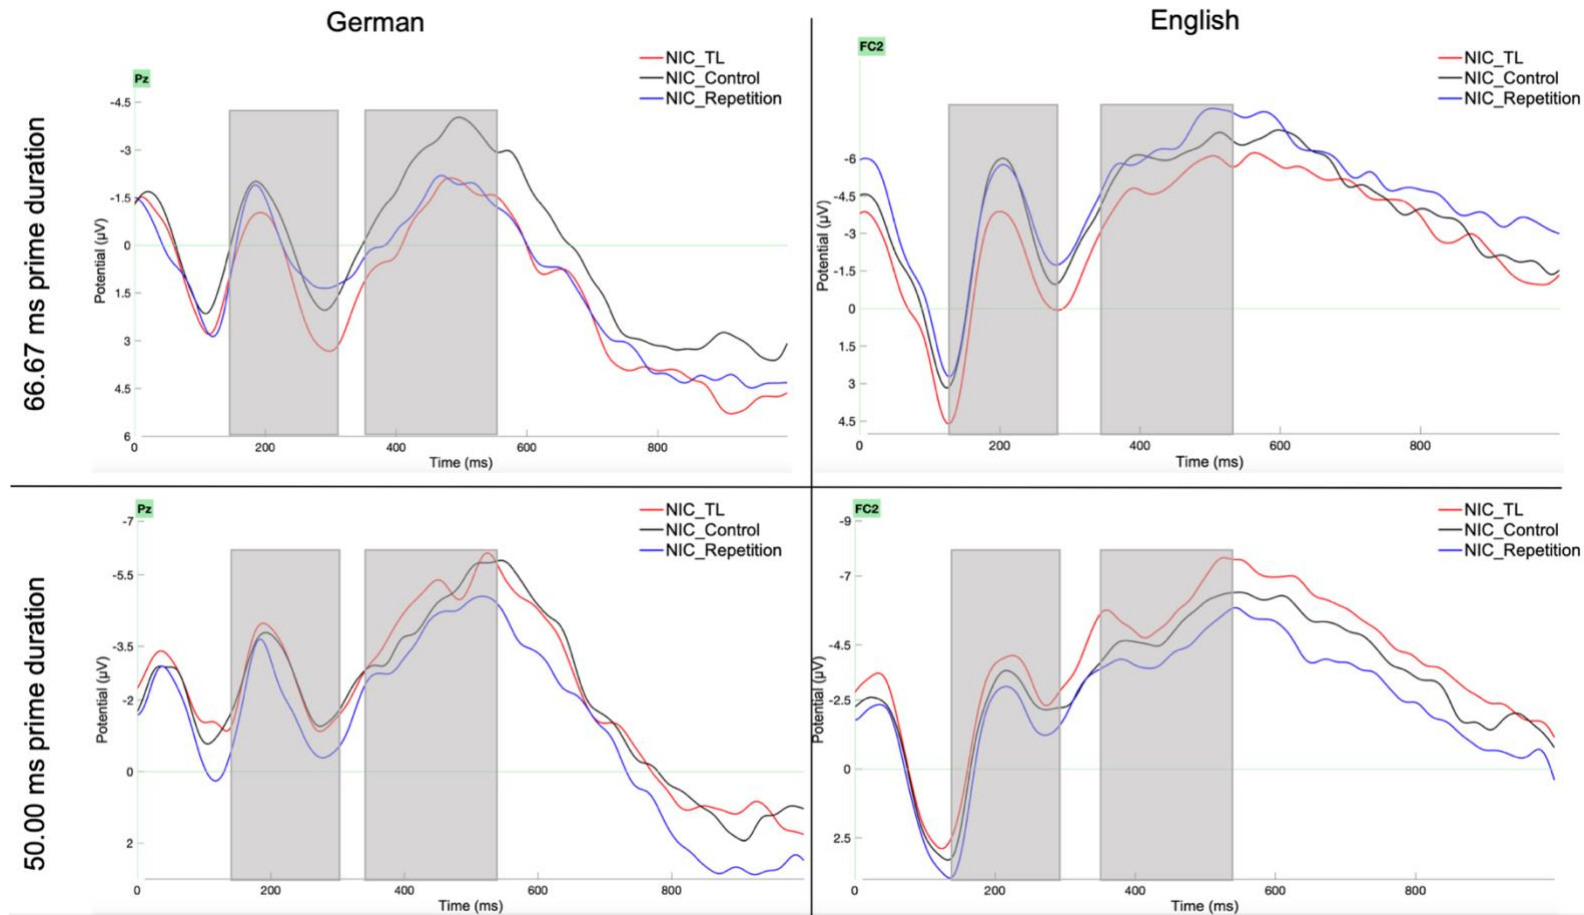 German
English
66.67 ms prime duration
50.00 ms prime duration
Pz
NIC_TL
NIC_Control
NIC_Repetition
-4.5
-3
-1.5
0
1.5
3
4.5
6
Potential (µV)
0 200 400 600 800
Time (ms)
FC2
NIC_TL
NIC_Control
NIC_Repetition
-6
-4.5
-3
-1.5
0
1.5
3
4.5
Potential (µV)
0 200 400 600 800
Time (ms)
Pz
NIC_TL
NIC_Control
NIC_Repetition
-7
-5.5
-3.5
-2
0
2
Potential (µV)
0 200 400 600 800
Time (ms)
FC2
NIC_TL
NIC_Control
NIC_Repetition
-9
-7
-4.5
-2.5
0
2.5
Potential (µV)
0 200 400 600 800
Time (ms)